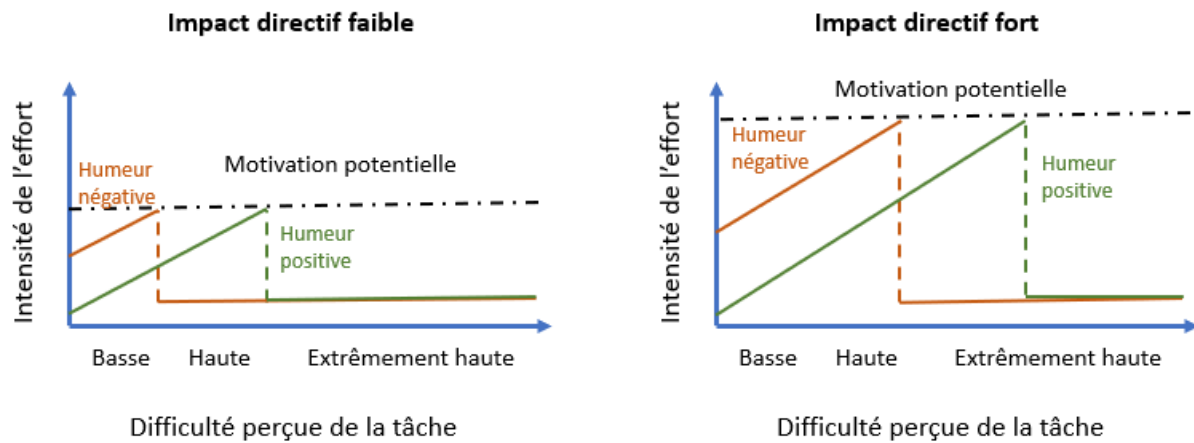 Impact directif faible
Intensité de l'effort
Humeur
négative
Motivation potentielle
Humeur
positive
Basse
Haute
Extrêmement haute
Difficulté perçue de la tâche
Impact directif fort
Intensité de l'effort
Motivation potentielle
Humeur
négative
Humeur
positive
Basse
Haute
Extrêmement haute
Difficulté perçue de la tâche